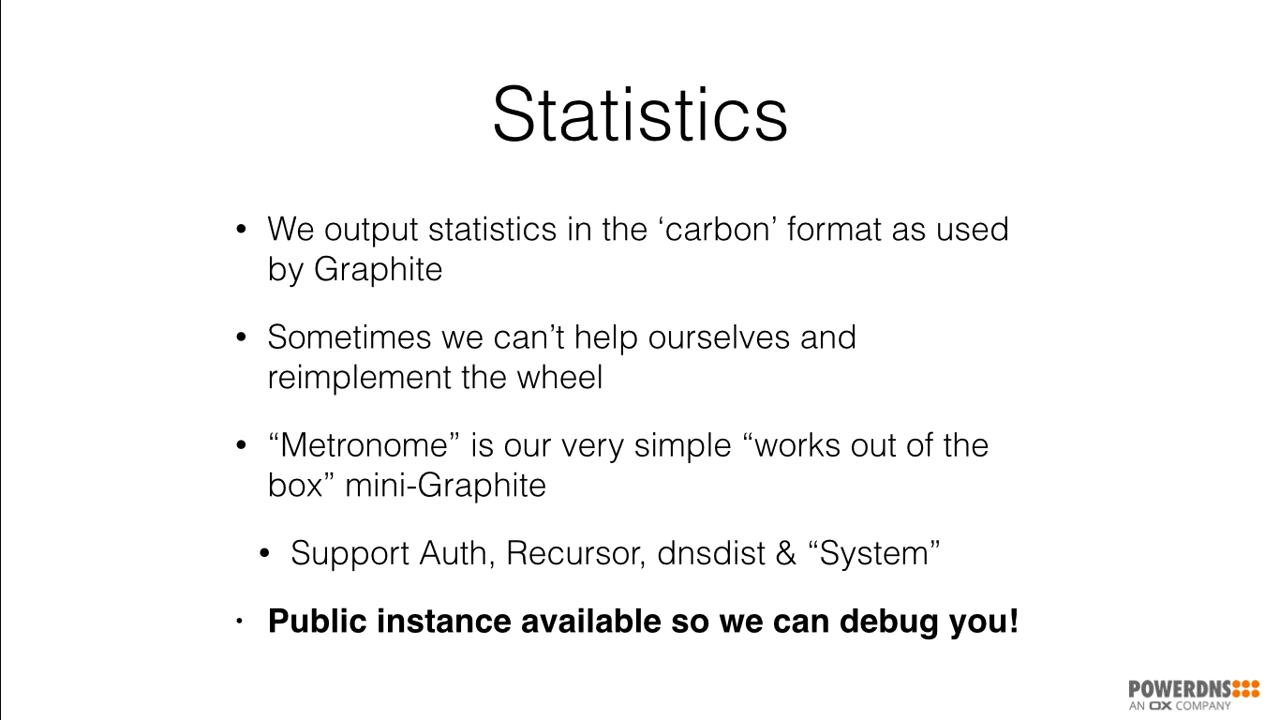 Statistics
• We output statistics in the ‘carbon’ format as used
by Graphite
• Sometimes we can’t help ourselves and
reimplement the wheel
• “Metronome” is our very simple “works out of the
box” mini-Graphite
• Support Auth, Recursor, dnsdist & “System”
• Public instance available so we can debug you!
POWERDNS
AN OX COMPANY